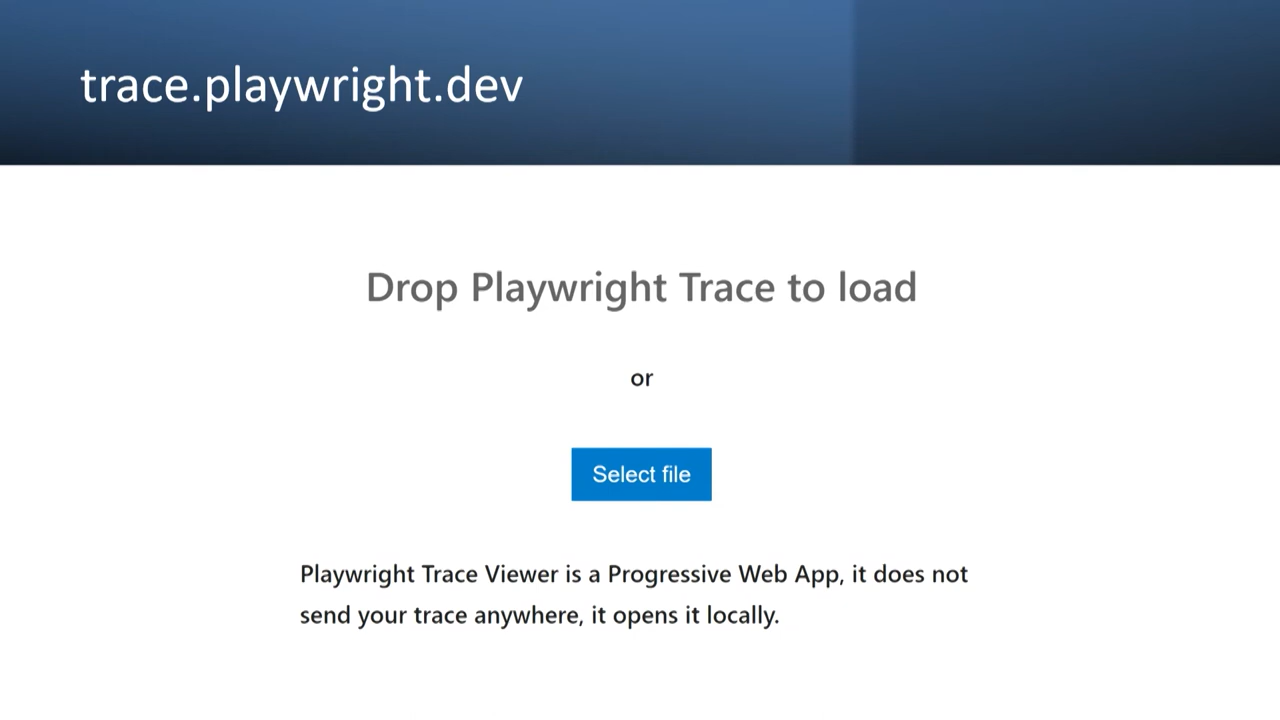 trace.playwright.dev
Drop Playwright Trace to load
or
Select file
Playwright Trace Viewer is a Progressive Web App, it does not
send your trace anywhere, it opens it locally.